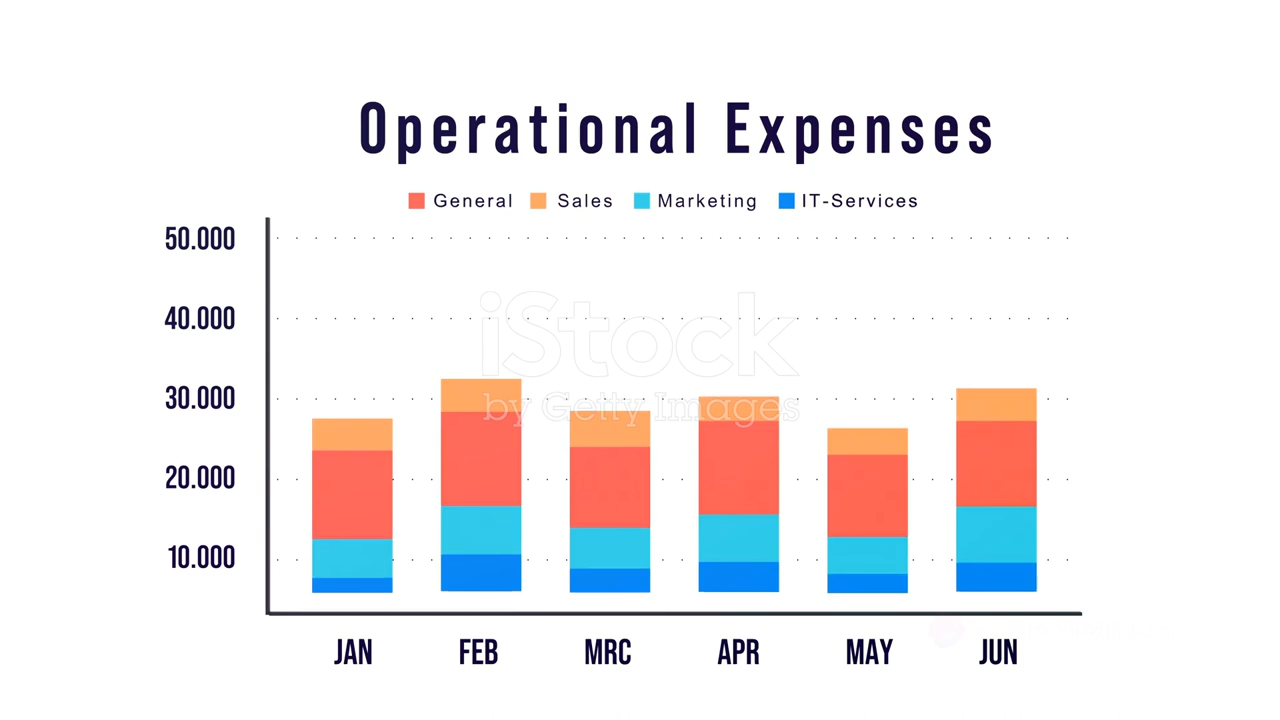 Operational Expenses
General Sales Marketing IT-Services
50.000
40.000
30.000
20.000
10.000
iStock
by Getty Images
JAN FEB MRC APR MAY JUN